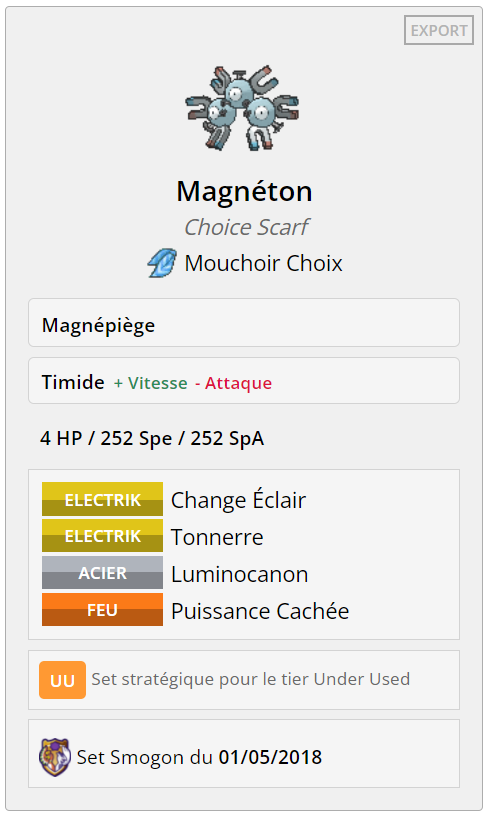 EXPORT
Magnéton
Choice Scarf
Mouchoir Choix
Magnépiège
Timide + Vitesse - Attaque
4 HP / 252 Spe / 252 SpA
ELECTRIK Change Éclair
ELECTRIK Tonnerre
ACIER Luminocanon
FEU Puissance Cachée
UU Set stratégique pour le tier Under Used
Set Smogon du 01/05/2018